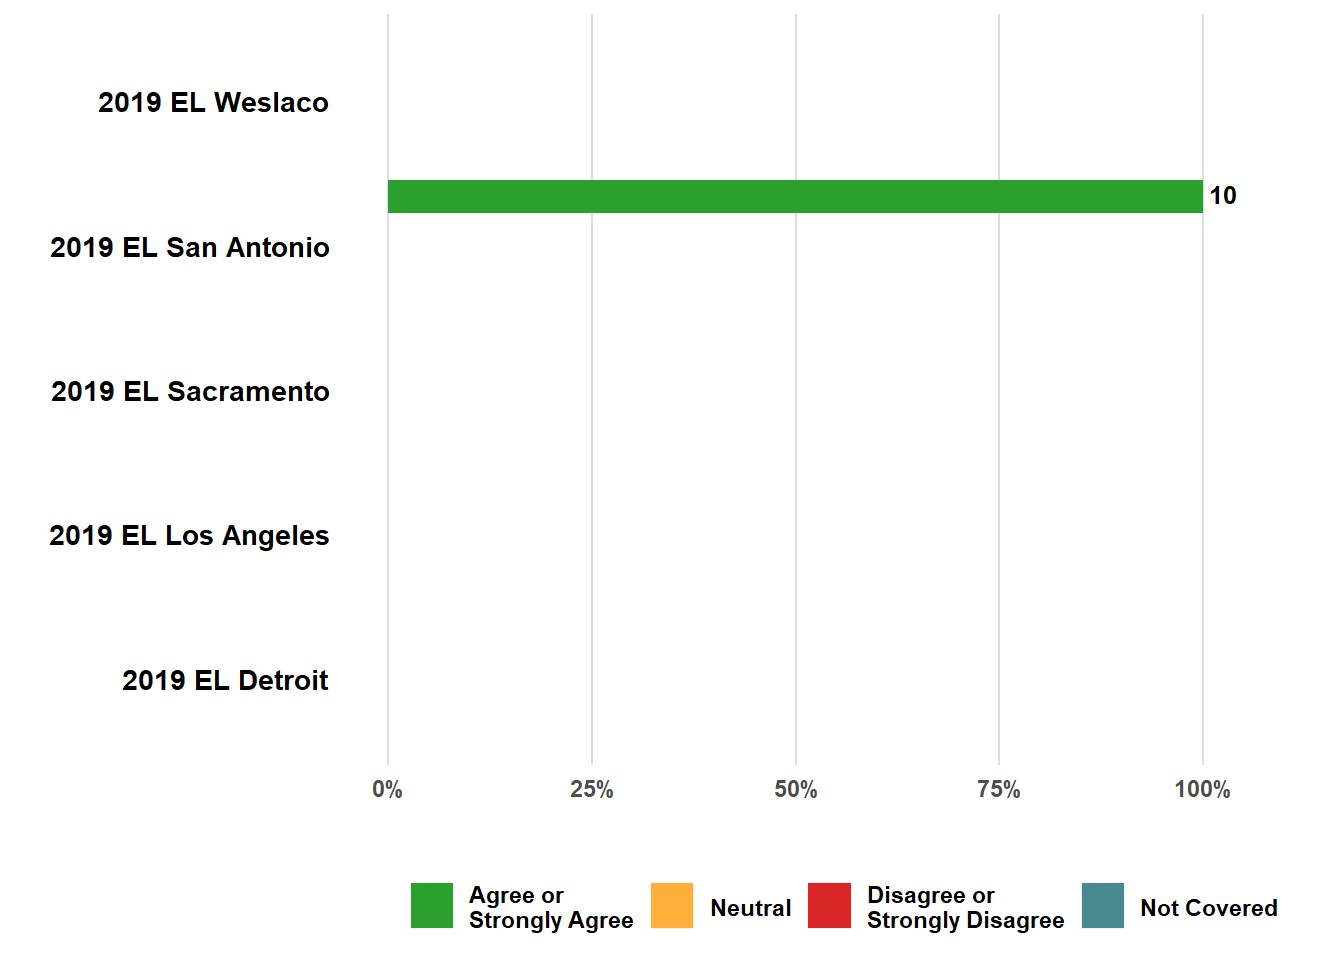 2019 EL Weslaco
10
2019 EL San Antonio
2019 EL Sacramento
2019 EL Los Angeles
2019 EL Detroit
0% 25% 50% 75% 100%
Agree or
Strongly Agree
Neutral
Disagree or
Strongly Disagree
Not Covered